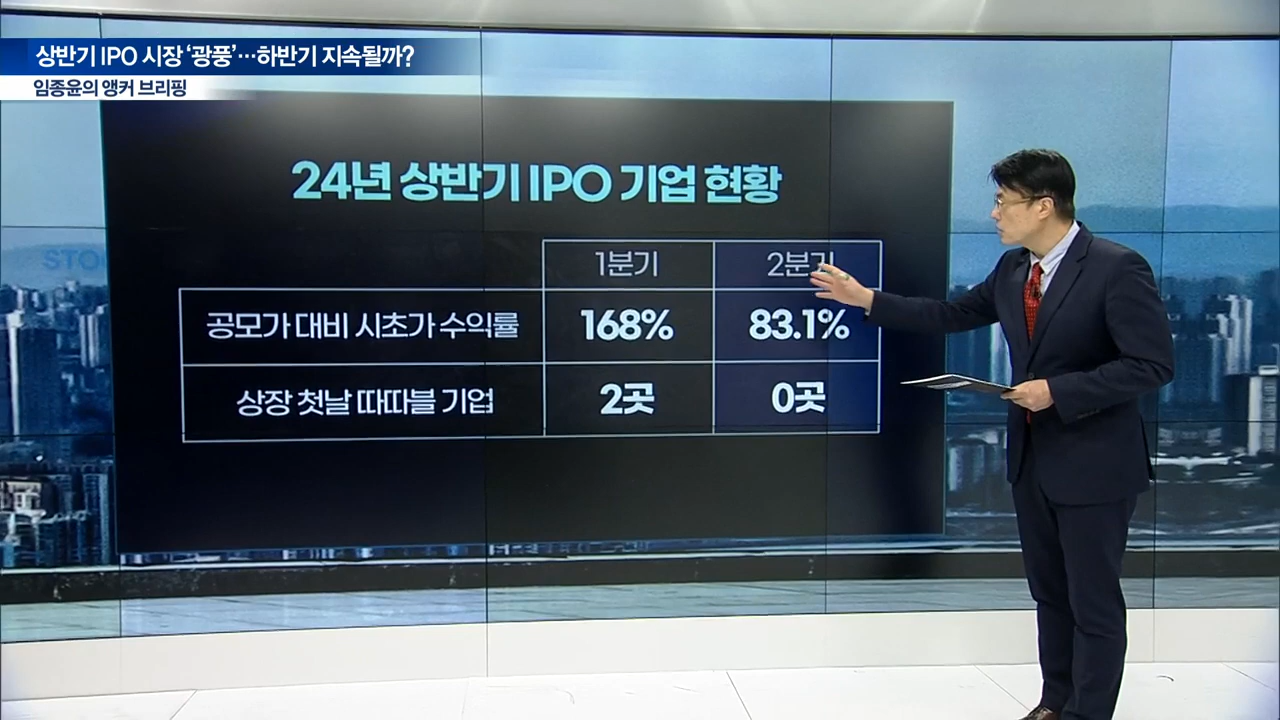 상반기 IPO 시장 ‘광풍’…하반기 지속될까?
임종윤의 앵커 브리핑
24년 상반기 IPO 기업 현황
1분기 2분기
공모가 대비 시초가 수익률 168% 83.1%
상장 첫날 따따블 기업 2곳 0곳